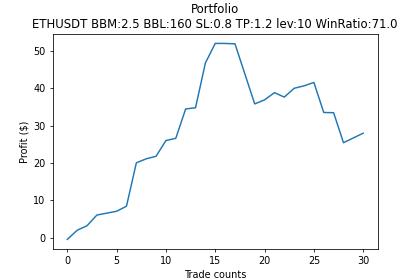 Portfolio
ETHUSDT BBM:2.5 BBL:160 SL:0.8 TP:1.2 lev:10 WinRatio:71.0
50
40
30
20
10
0
Profit ($)
0 5 10 15 20 25 30
Trade counts